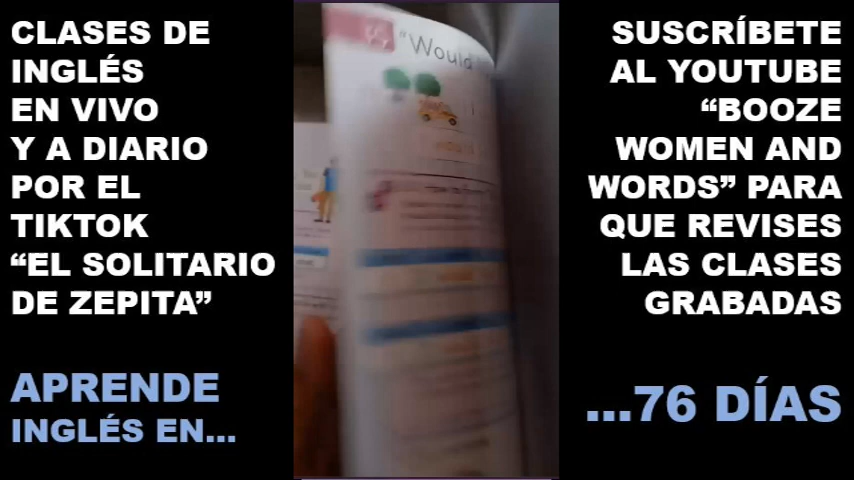 CLASES DE
INGLÉS
EN VIVO
Y A DIARIO
POR EL
TIKTOK
“EL SOLITARIO
DE ZEPITA”
APRENDE
INGLÉS EN...
“Would
SUSCRÍBETE
AL YOUTUBE
“BOOZE
WOMEN AND
WORDS” PARA
QUE REVISES
LAS CLASES
GRABADAS
...76 DÍAS